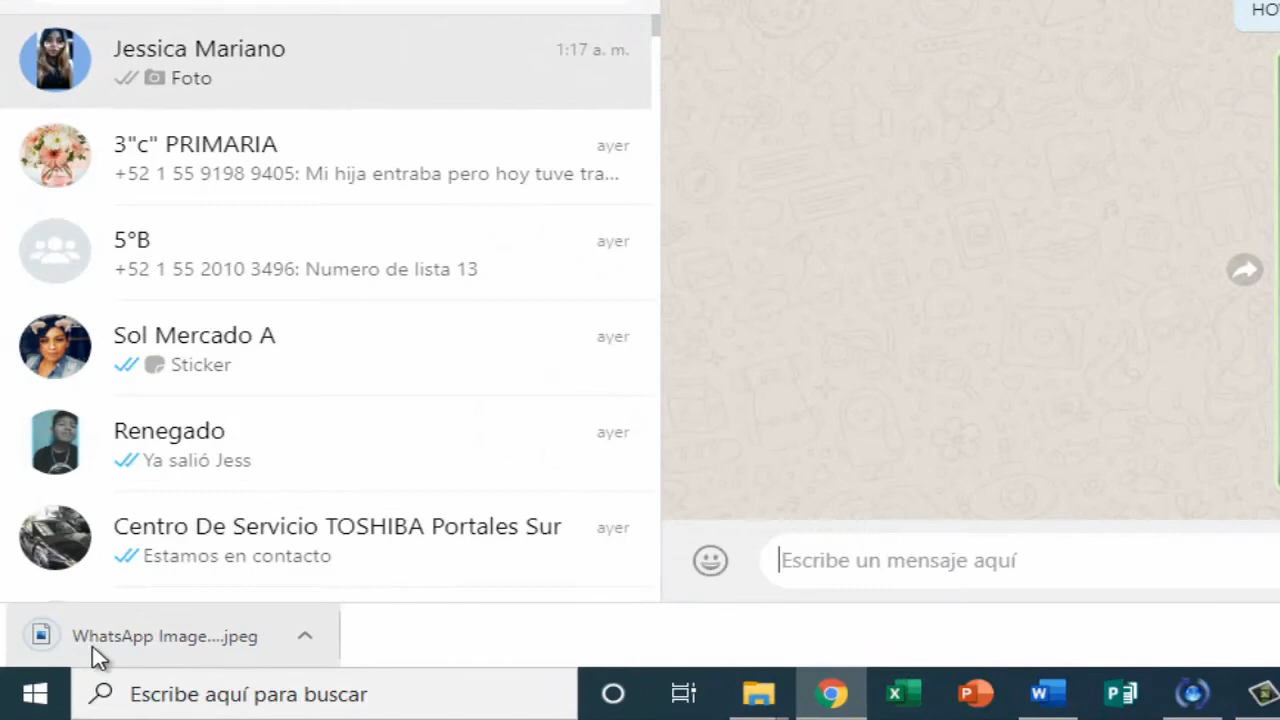 HO
Jessica Mariano
1:17 a. m.
Foto
3"c" PRIMARIA
ayer
+52 1 55 9198 9405: Mi hija entraba pero hoy tuve tra...
5°B
ayer
+52 1 55 2010 3496: Numero de lista 13
Sol Mercado A
ayer
Sticker
Renegado
ayer
Ya salió Jess
Centro De Servicio TOSHIBA Portales Sur
ayer
Estamos en contacto
Escribe un mensaje aquí
WhatsApp Image....jpeg
Escribe aquí para buscar